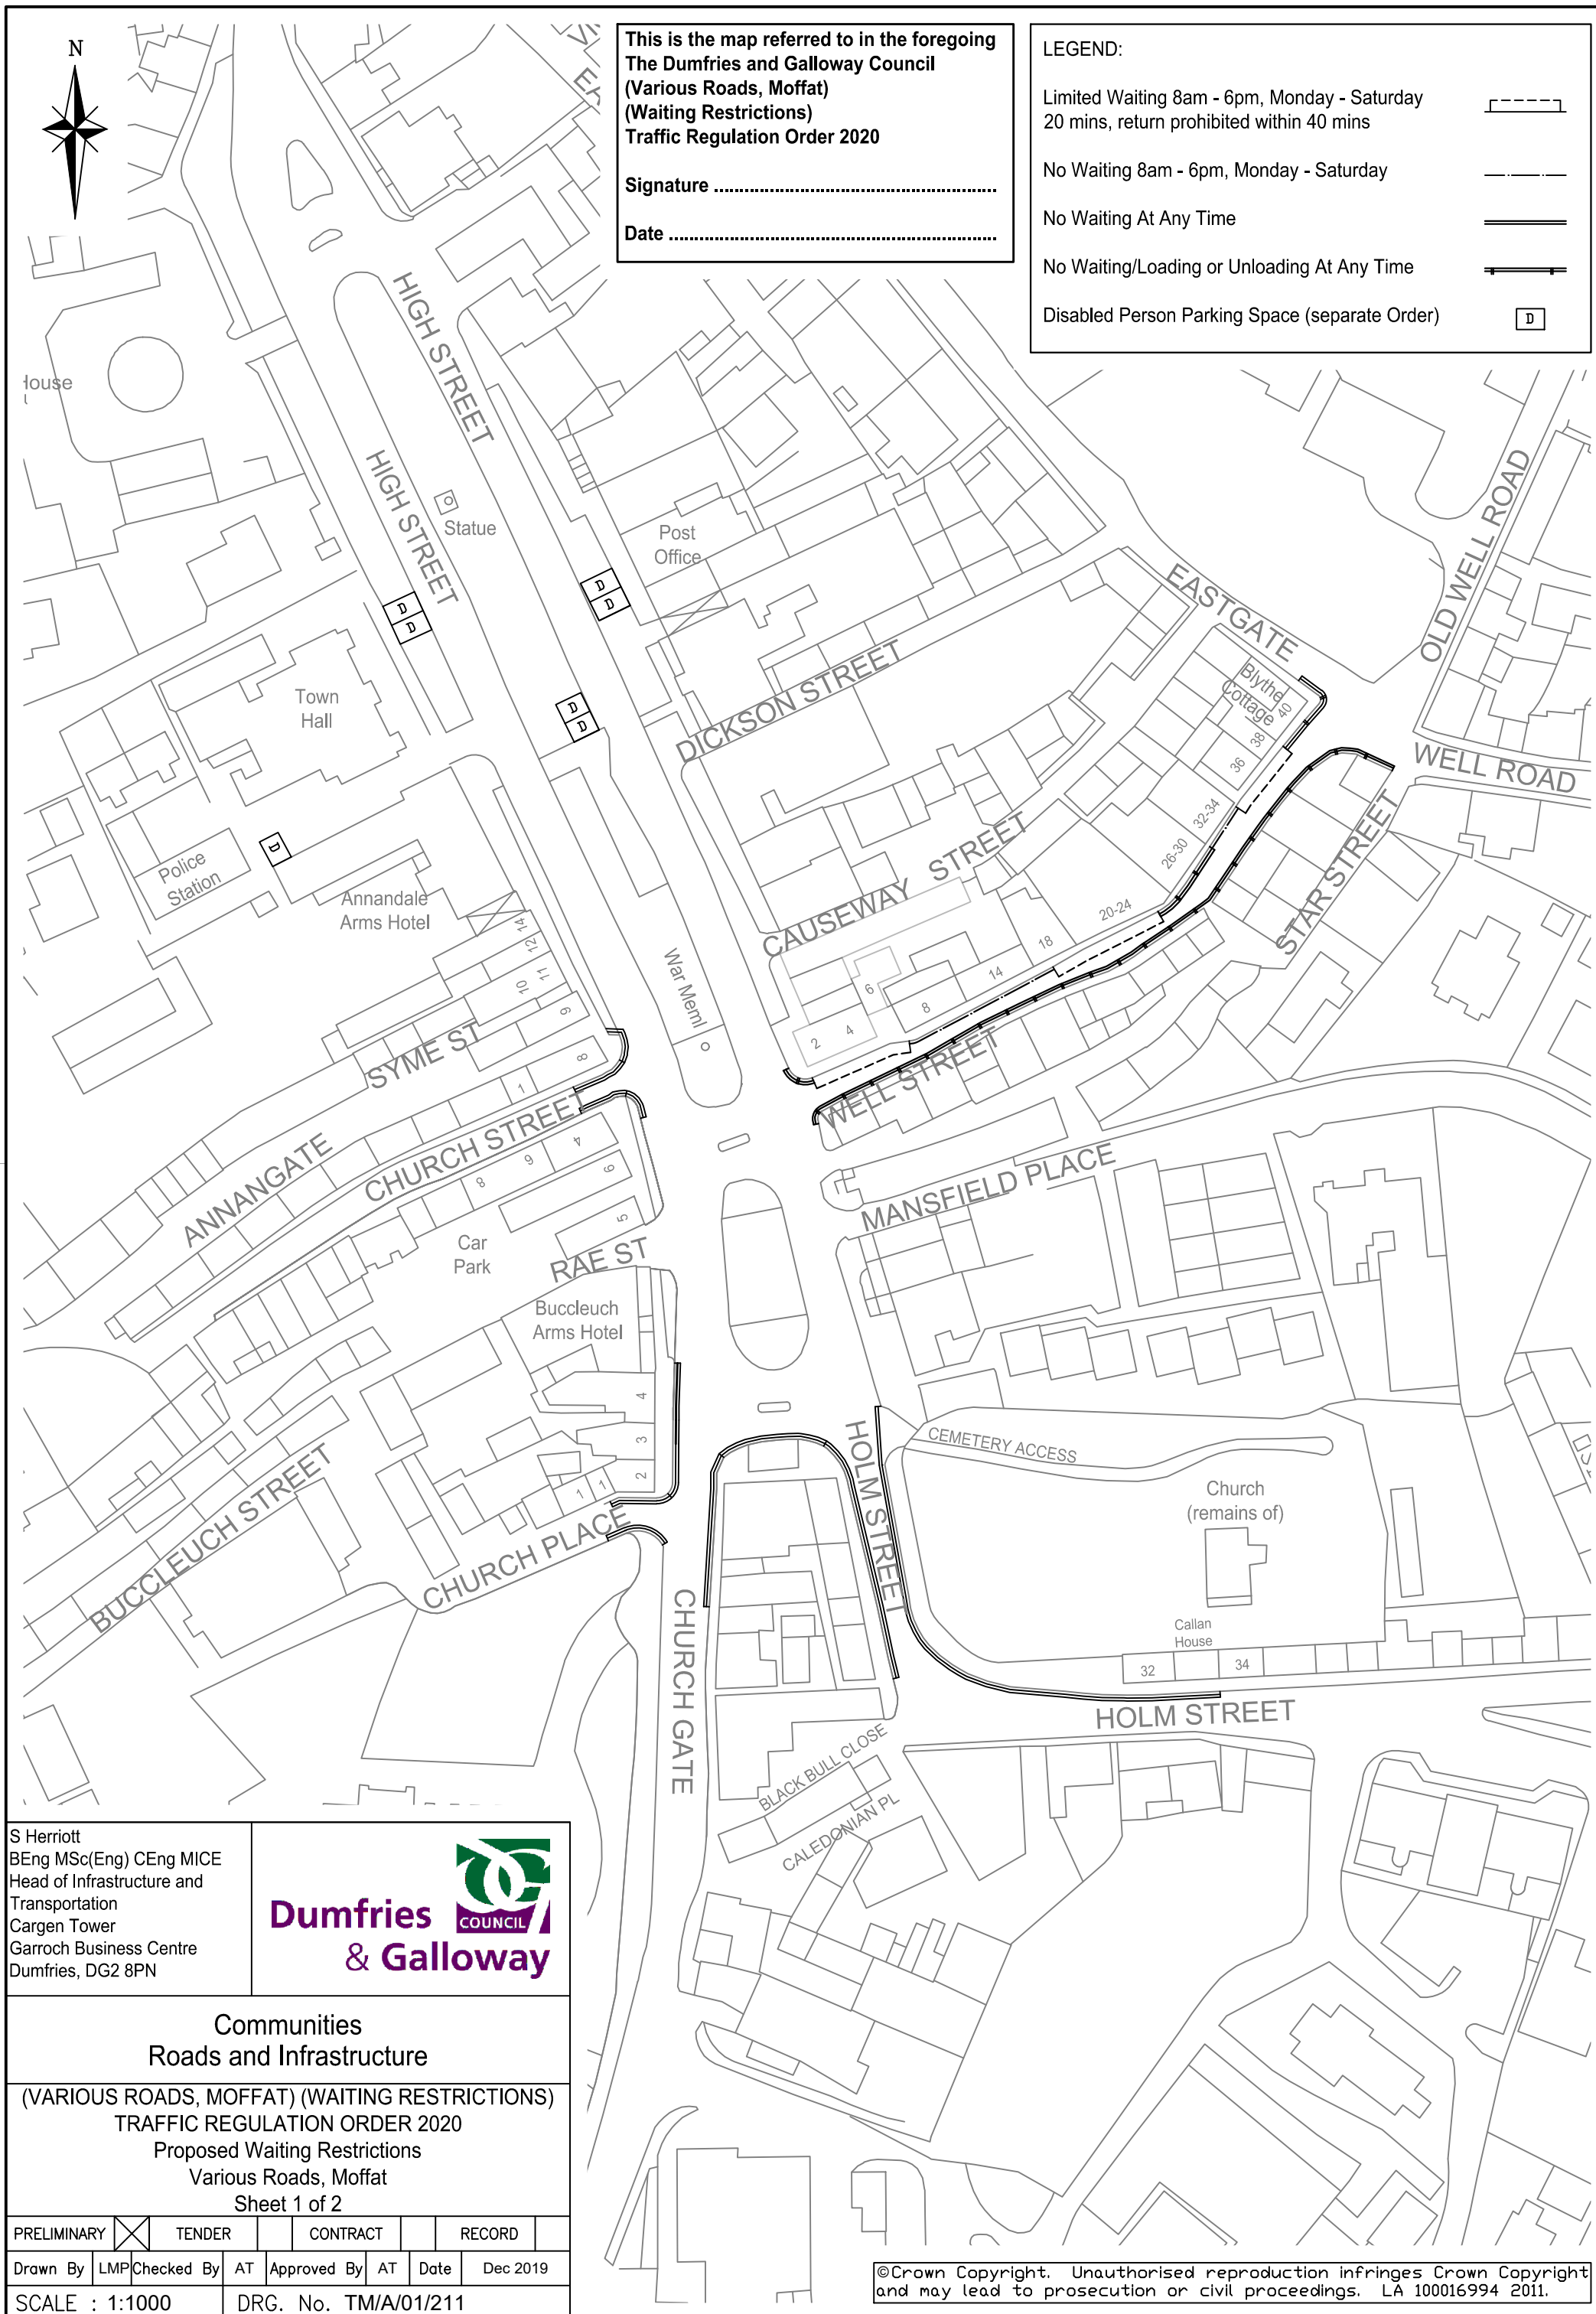 N
This is the map referred to in the foregoing
The Dumfries and Galloway Council
(Various Roads, Moffat)
(Waiting Restrictions)
Traffic Regulation Order 2020
Signature ................................................
Date ........................................................
LEGEND:
Limited Waiting 8am - 6pm, Monday - Saturday
20 mins, return prohibited within 40 mins
No Waiting 8am - 6pm, Monday - Saturday
No Waiting At Any Time
No Waiting/Loading or Unloading At Any Time
Disabled Person Parking Space (separate Order)
D
HIGH STREET
HIGH STREET
Statue
Post
Office
D
D
D
D
D
D
D
Town
Hall
Police
Station
Annandale
Arms Hotel
DICKSON STREET
EASTGATE
OLD WELL ROAD
WELL ROAD
Blythe
Cottage
40
38
36
32-34
26-30
20-24
18
14
8
6
4
2
CAUSEWAY STREET
STAR STREET
WELL STREET
War Meml
14
12
11
10
9
8
1
SYME ST
ANNANGATE
CHURCH STREET
4
6
8
9
5
Car
Park
RAE ST
MANSFIELD PLACE
Buccleuch
Arms Hotel
4
3
2
1
1
BUCCLEUCH STREET
CHURCH PLACE
CHURCH GATE
HOLM STREET
CEMETERY ACCESS
Church
(remains of)
Callan
House
32
34
HOLM STREET
BLACK BULL CLOSE
CALEDONIAN PL
S Herriott
BEng MSc(Eng) CEng MICE
Head of Infrastructure and
Transportation
Cargen Tower
Garroch Business Centre
Dumfries, DG2 8PN
Dumfries
COUNCIL
& Galloway
Communities
Roads and Infrastructure
(VARIOUS ROADS, MOFFAT) (WAITING RESTRICTIONS)
TRAFFIC REGULATION ORDER 2020
Proposed Waiting Restrictions
Various Roads, Moffat
Sheet 1 of 2
PRELIMINARY TENDER CONTRACT RECORD
Drawn By LMP Checked By AT Approved By AT Date Dec 2019
SCALE : 1:1000 DRG. No. TM/A/01/211
©Crown Copyright. Unauthorised reproduction infringes Crown Copyright
and may lead to prosecution or civil proceedings. LA 100016994 2011.